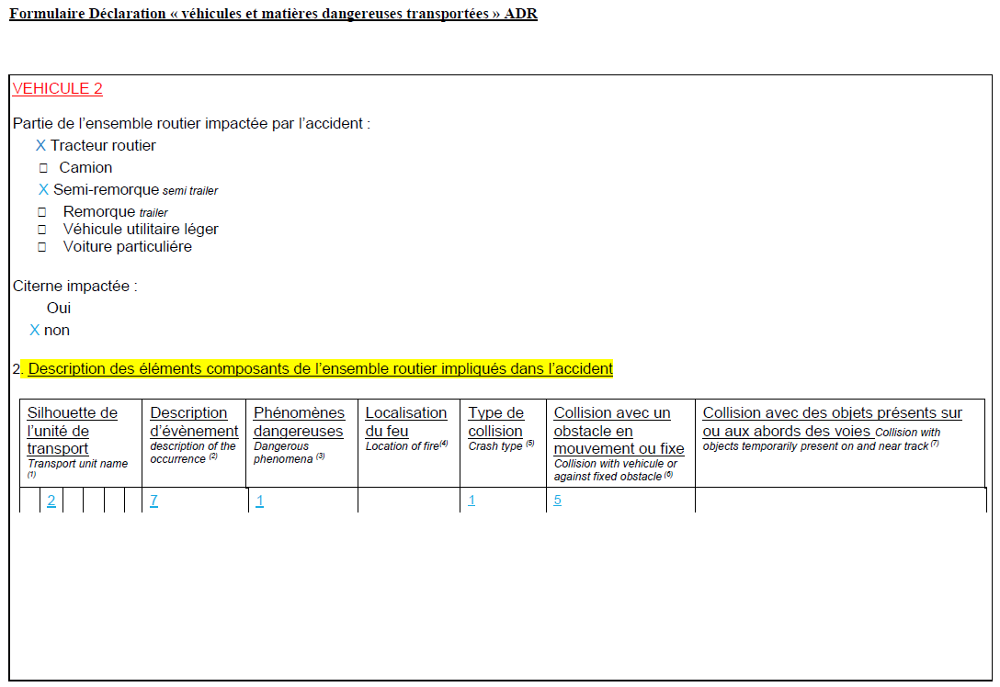 Formulaire Déclaration « véhicules et matières dangereuses transportées » ADR
VEHICULE 2
Partie de l’ensemble routier impactée par l’accident :
X Tracteur routier
□ Camion
X Semi-remorque semi trailer
□ Remorque trailer
□ Véhicule utilitaire léger
□ Voiture particuliére
Citerne impactée :
Oui
X non
2. Description des éléments composants de l’ensemble routier impliqués dans l’accident
Silhouette de
l’unité de
transport
Transport unit name
(1)
Description
d’évènement
description of the
occurrence (2)
Phénomènes
dangereuses
Dangerous
phenomena (3)
Localisation
du feu
Location of fire(4)
Type de
collision
Crash type (5)
Collision avec un
obstacle en
mouvement ou fixe
Collision with vehicule or
against fixed obstacle (6)
Collision avec des objets présents sur
ou aux abords des voies Collision with
objects temporarily present on and near track (7)
2 7 1 1 5